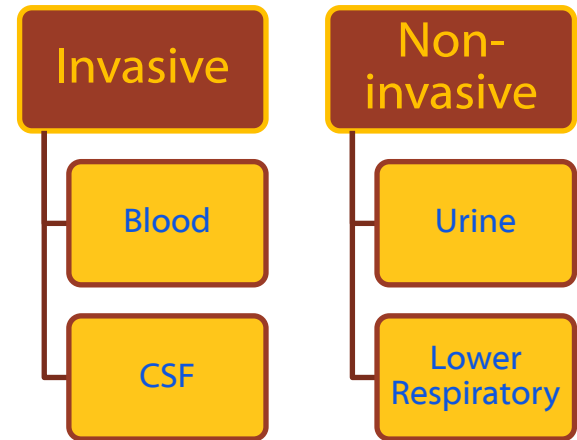 Invasive
Blood
CSF
Non-
invasive
Urine
Lower
Respiratory